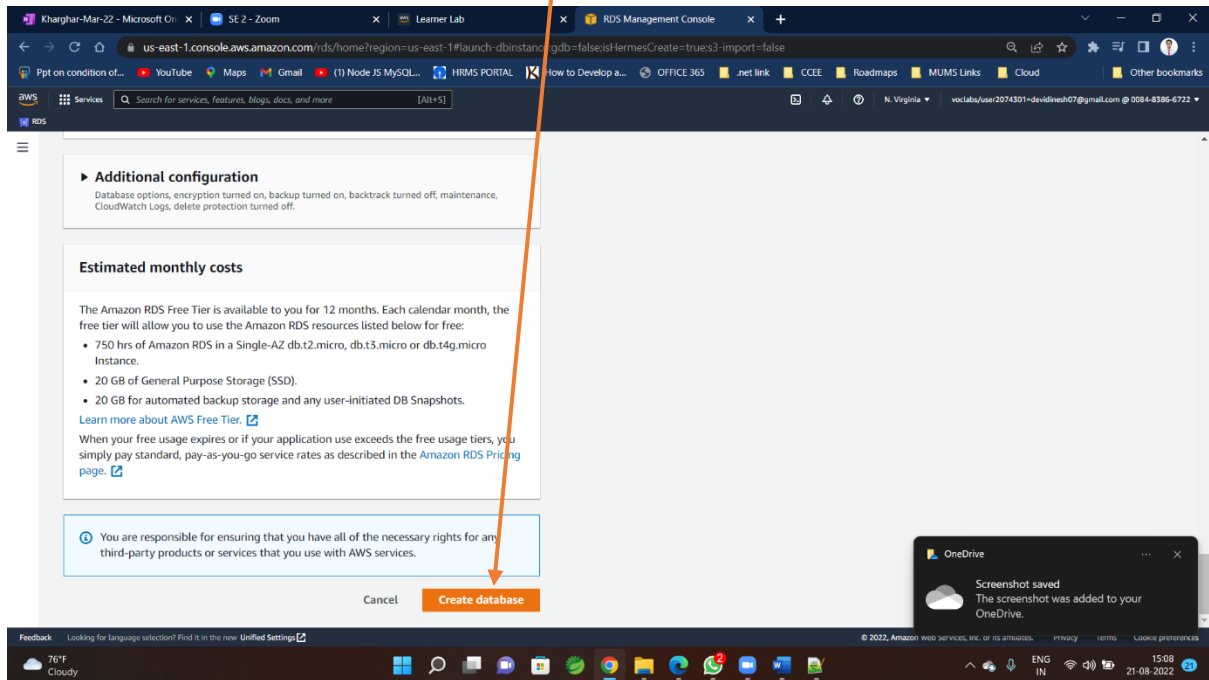 Kharghar-Mar-22 - Microsoft On
SE 2 - Zoom
Learner Lab
RDS Management Console
us-east-1.console.aws.amazon.com/rds/home?region=us-east-1#launch-dbinstance;gdb=false;isHermesCreate=true;s3-import=false
Ppt on condition of...
YouTube
Maps
Gmail
(1) Node JS MySQL...
HRMS PORTAL
How to Develop a...
OFFICE 365
.net link
CCEE
Roadmaps
MUMS Links
Cloud
Other bookmarks
aws
Services
Search for services, features, blogs, docs, and more
[Alt+S]
N. Virginia
voclabs/user2074301=devidinesh07@gmail.com @ 0084-8386-6722
RDS
Additional configuration
Database options, encryption turned on, backup turned on, backtrack turned off, maintenance,
CloudWatch Logs, delete protection turned off.
Estimated monthly costs
The Amazon RDS Free Tier is available to you for 12 months. Each calendar month, the
free tier will allow you to use the Amazon RDS resources listed below for free:
• 750 hrs of Amazon RDS in a Single-AZ db.t2.micro, db.t3.micro or db.t4g.micro
Instance.
• 20 GB of General Purpose Storage (SSD).
• 20 GB for automated backup storage and any user-initiated DB Snapshots.
Learn more about AWS Free Tier.
When your free usage expires or if your application use exceeds the free usage tiers, you
simply pay standard, pay-as-you-go service rates as described in the Amazon RDS Pricing
page.
You are responsible for ensuring that you have all of the necessary rights for any
third-party products or services that you use with AWS services.
Cancel
Create database
OneDrive
Screenshot saved
The screenshot was added to your
OneDrive.
Feedback
Looking for language selection? Find it in the new Unified Settings
© 2022, Amazon Web Services, Inc. or its affiliates.
Privacy
Terms
Cookie preferences
76°F
Cloudy
2
ENG
IN
15:08
21-08-2022
21